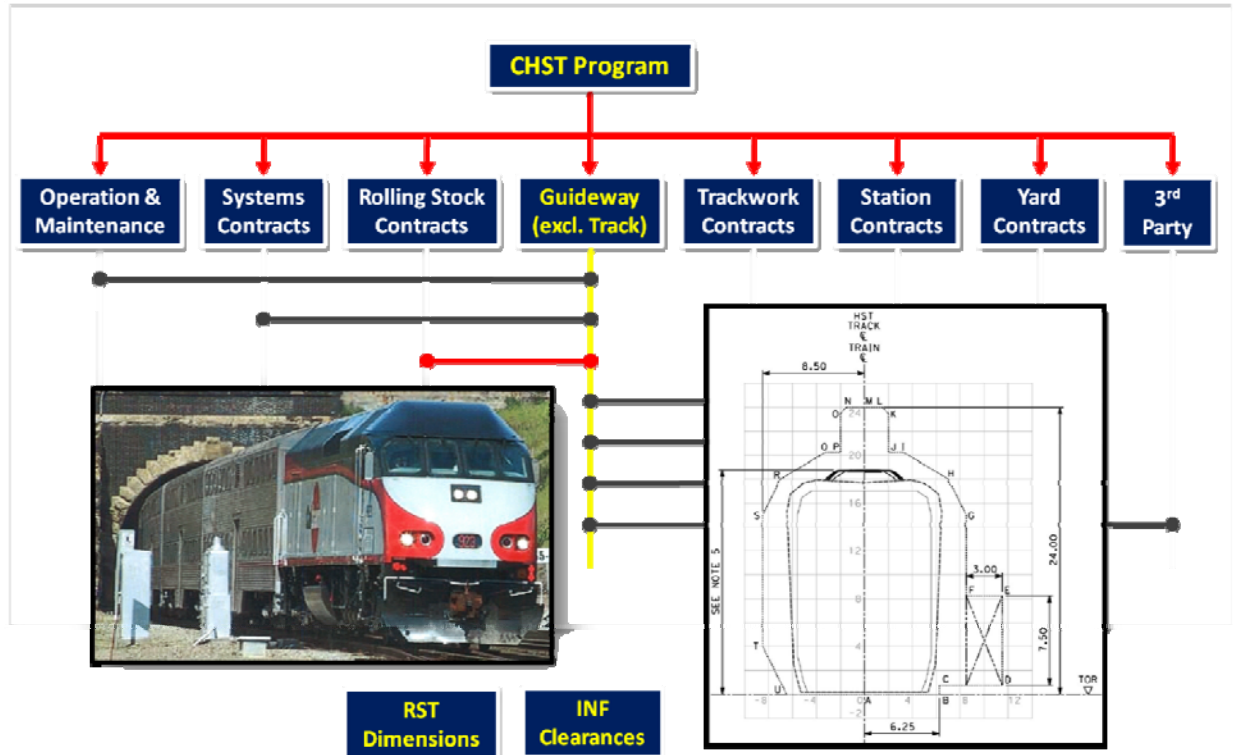 CHST Program
Operation &
Maintenance
Systems
Contracts
Rolling Stock
Contracts
Guideway
(excl. Track)
Trackwork
Contracts
Station
Contracts
Yard
Contracts
3rd
Party
HST
TRACK
℄
TRAIN
℄
8.50
N M L
24
O K
O P J I
20
R H
16
S G
12
3.00
24.00
SEE NOTE 5
F E
8
7.50
T 4
C D TOR
U A B
-8 -4 0 4 8 12
-2
6.25
923
RST
Dimensions
INF
Clearances